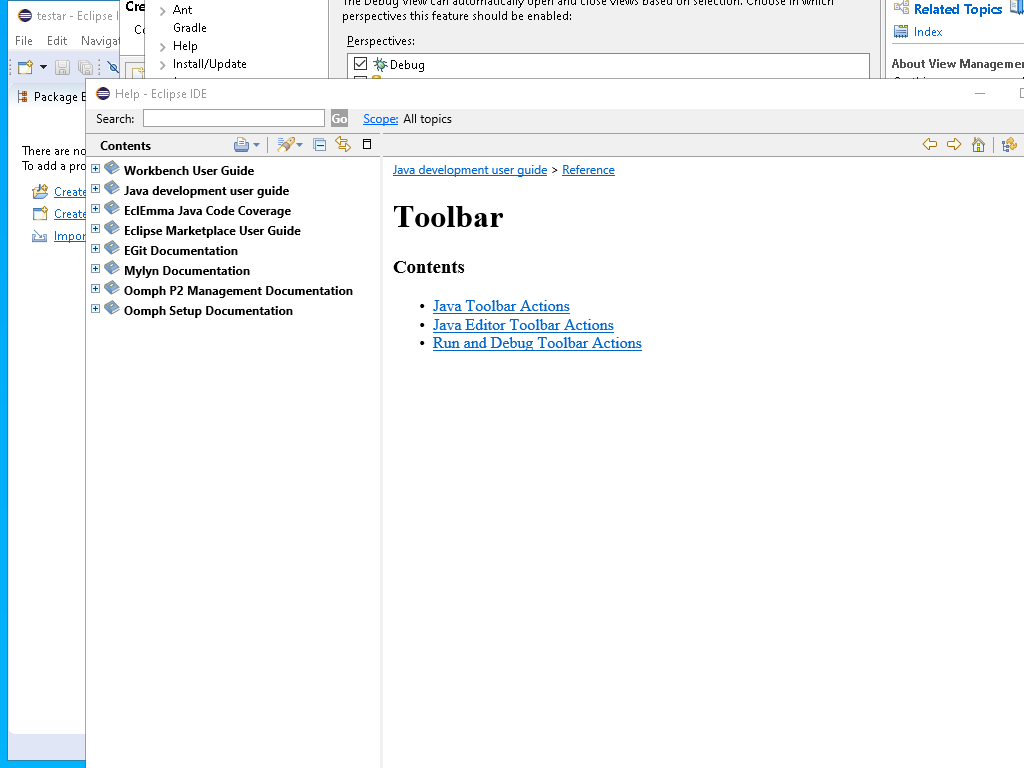 testar - Eclipse I
File Edit Navigat
Package E
There are no
To add a pro
Create
Create
Impor
Cre
Ant
Gradle
Help
Install/Update
The Debug View can automatically open and close views based on selection. Choose in which
perspectives this feature should be enabled:
Perspectives:
Debug
Related Topics
Index
About View Manageme
Help - Eclipse IDE
Search: Go Scope: All topics
Contents
Workbench User Guide
Java development user guide
EclEmma Java Code Coverage
Eclipse Marketplace User Guide
EGit Documentation
Mylyn Documentation
Oomph P2 Management Documentation
Oomph Setup Documentation
Java development user guide > Reference
Toolbar
Contents
• Java Toolbar Actions
• Java Editor Toolbar Actions
• Run and Debug Toolbar Actions